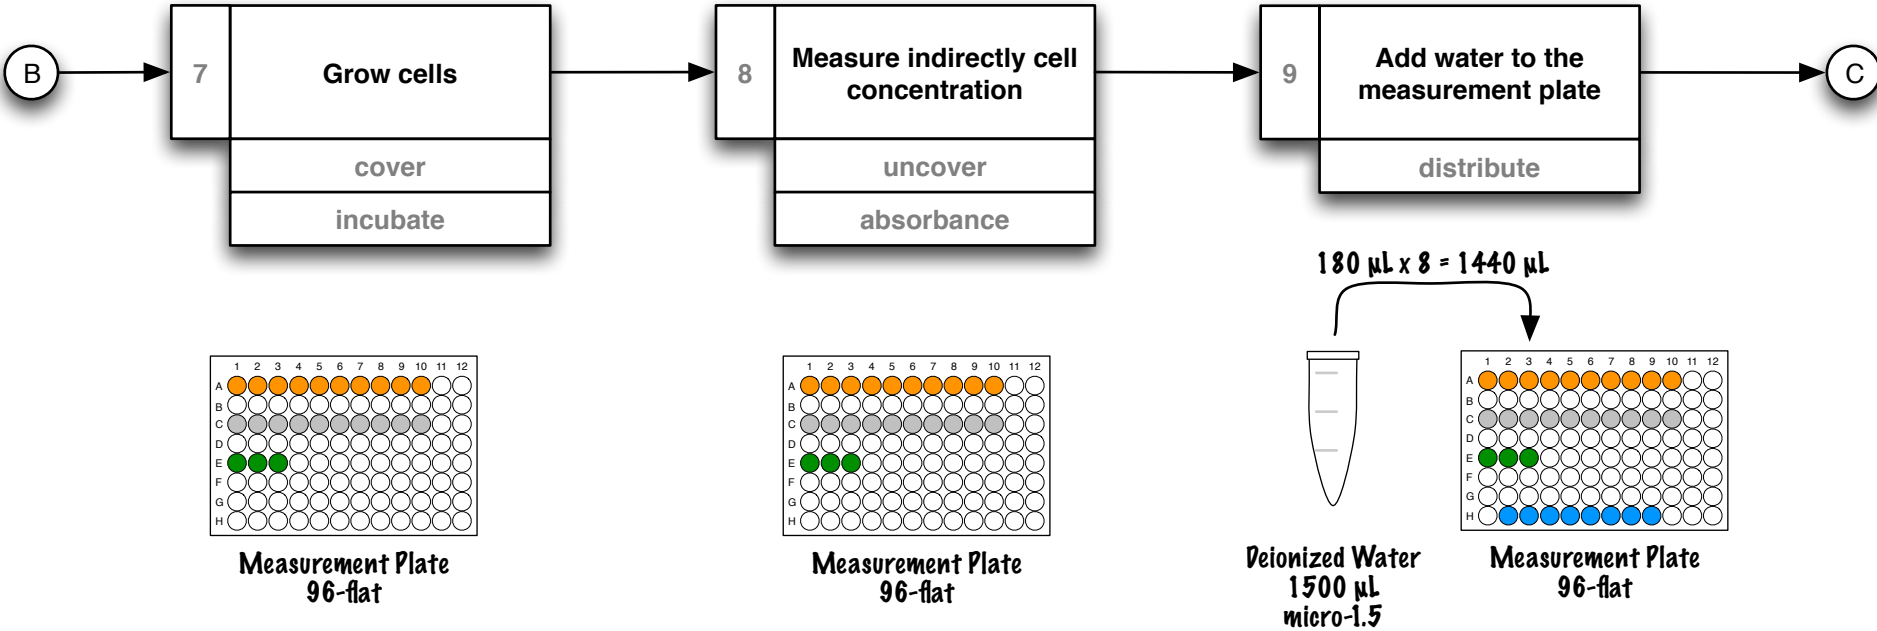 B
7
Grow cells
cover
incubate
8
Measure indirectly cell
concentration
uncover
absorbance
9
Add water to the
measurement plate
distribute
C
180 µL x 8 = 1440 µL
1 2 3 4 5 6 7 8 9 10 11 12
A
B
C
D
E
F
G
H
Measurement Plate
96-flat
1 2 3 4 5 6 7 8 9 10 11 12
A
B
C
D
E
F
G
H
Measurement Plate
96-flat
Deionized Water
1500 µL
micro-1.5
1 2 3 4 5 6 7 8 9 10 11 12
A
B
C
D
E
F
G
H
Measurement Plate
96-flat